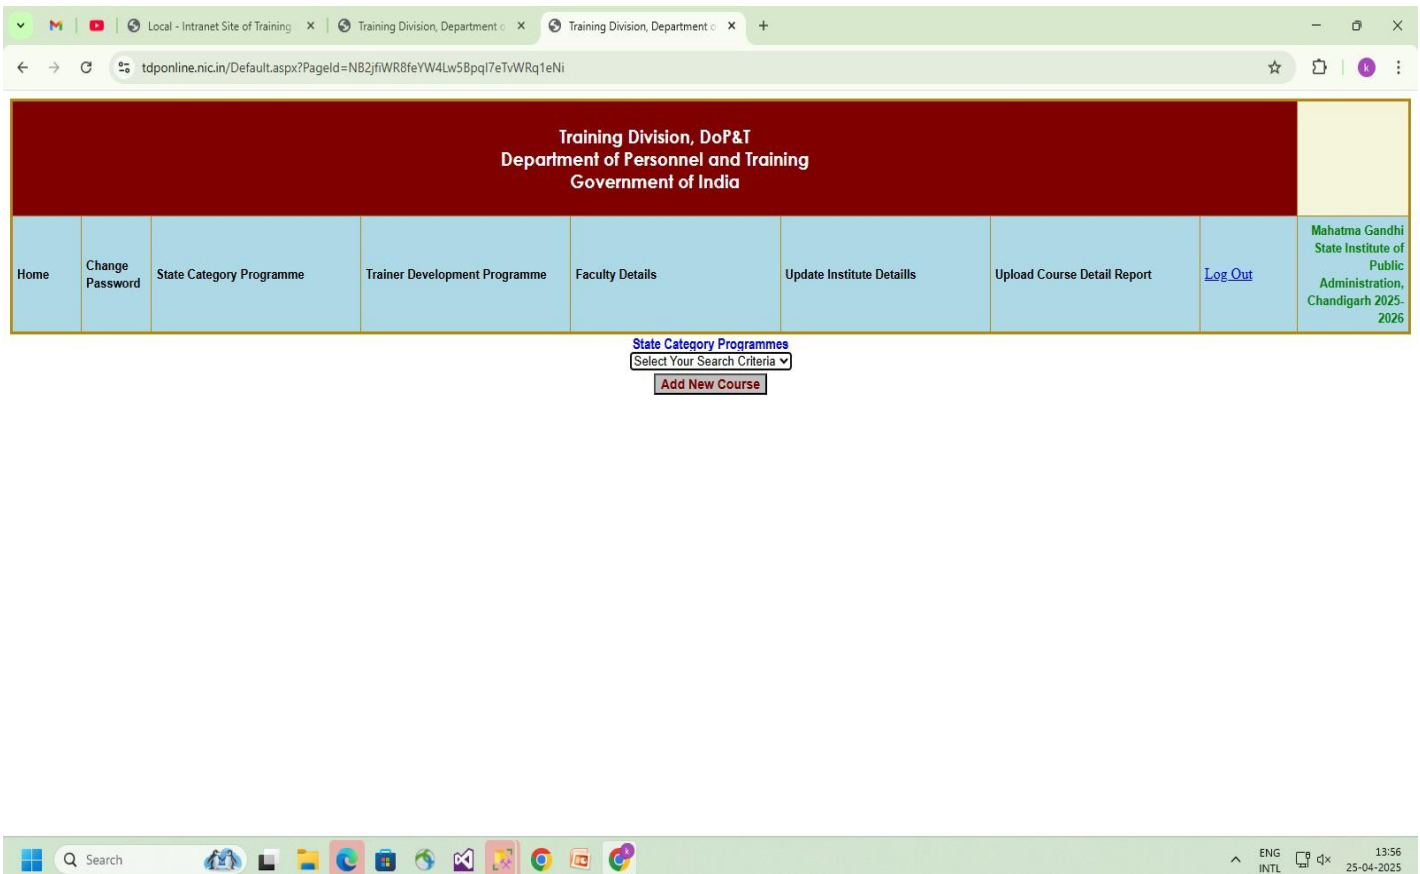 Local - Intranet Site of Training
Training Division, Department o
Training Division, Department o
tdponline.nic.in/Default.aspx?PageId=NB2jfiWR8feYW4Lw5BpqI7eTvWRq1eNi
k
Training Division, DoP&T
Department of Personnel and Training
Government of India
Home
Change
Password
State Category Programme
Trainer Development Programme
Faculty Details
Update Institute Detaills
Upload Course Detail Report
Log Out
Mahatma Gandhi
State Institute of
Public
Administration,
Chandigarh 2025-
2026
State Category Programmes
Select Your Search Criteria
Add New Course
Search
ENG
INTL
13:56
25-04-2025